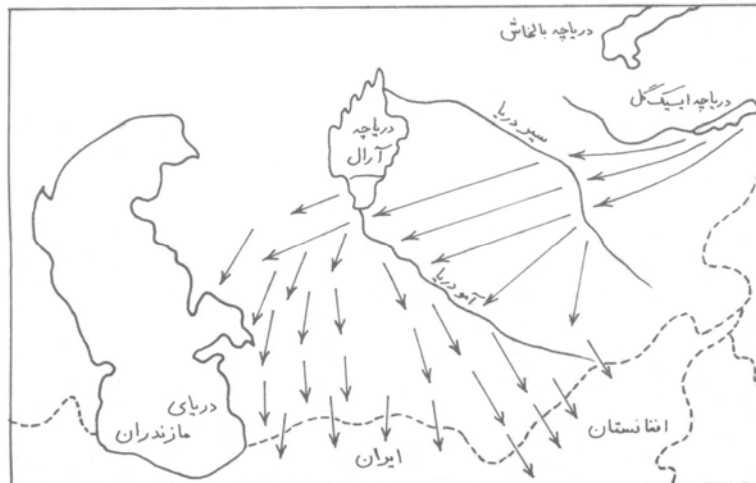 دریاچه بالخاش
دریاچه ایسیک گل
سیر دریا
دریاچه
آرال
آمو دریا
دریای
مازندران
ایران
افغانستان